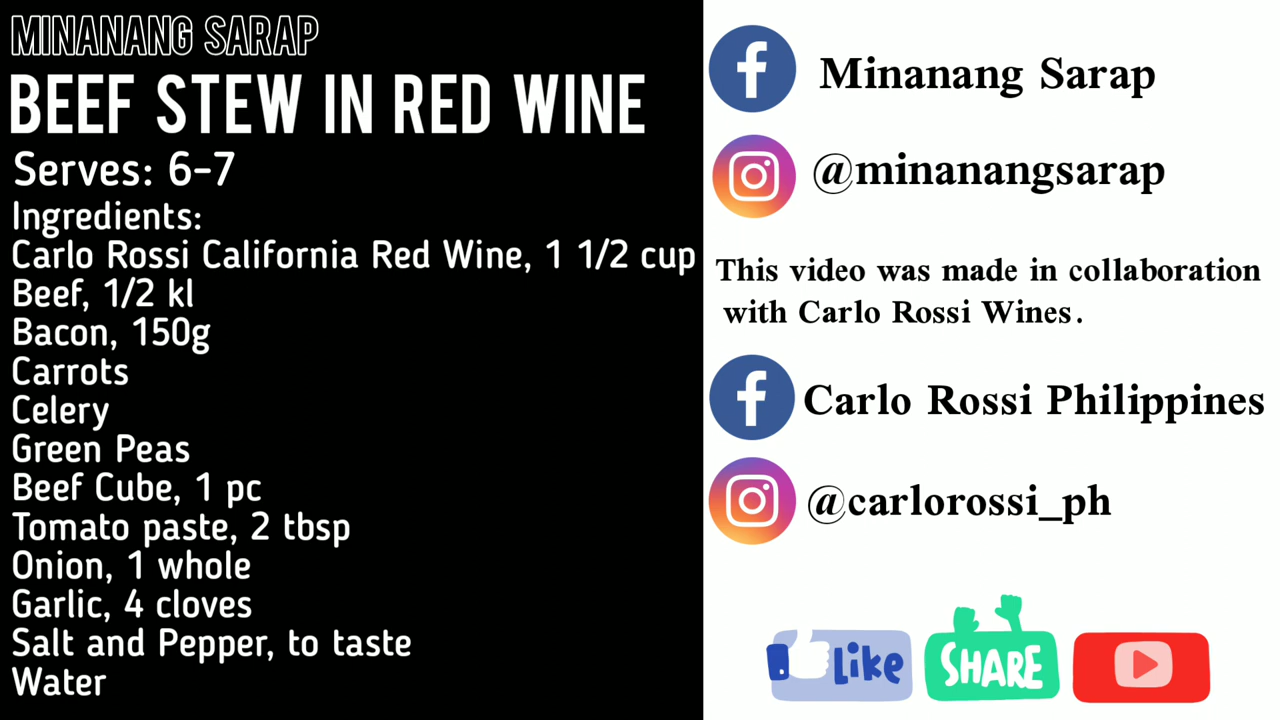 MINANANG SARAP
BEEF STEW IN RED WINE
Serves: 6-7
Ingredients:
Carlo Rossi California Red Wine, 1 1/2 cup
Beef, 1/2 kl
Bacon, 150g
Carrots
Celery
Green Peas
Beef Cube, 1 pc
Tomato paste, 2 tbsp
Onion, 1 whole
Garlic, 4 cloves
Salt and Pepper, to taste
Water
Minanang Sarap
@minanangsarap
This video was made in collaboration
with Carlo Rossi Wines.
Carlo Rossi Philippines
@carlorossi_ph
Like
SHARE